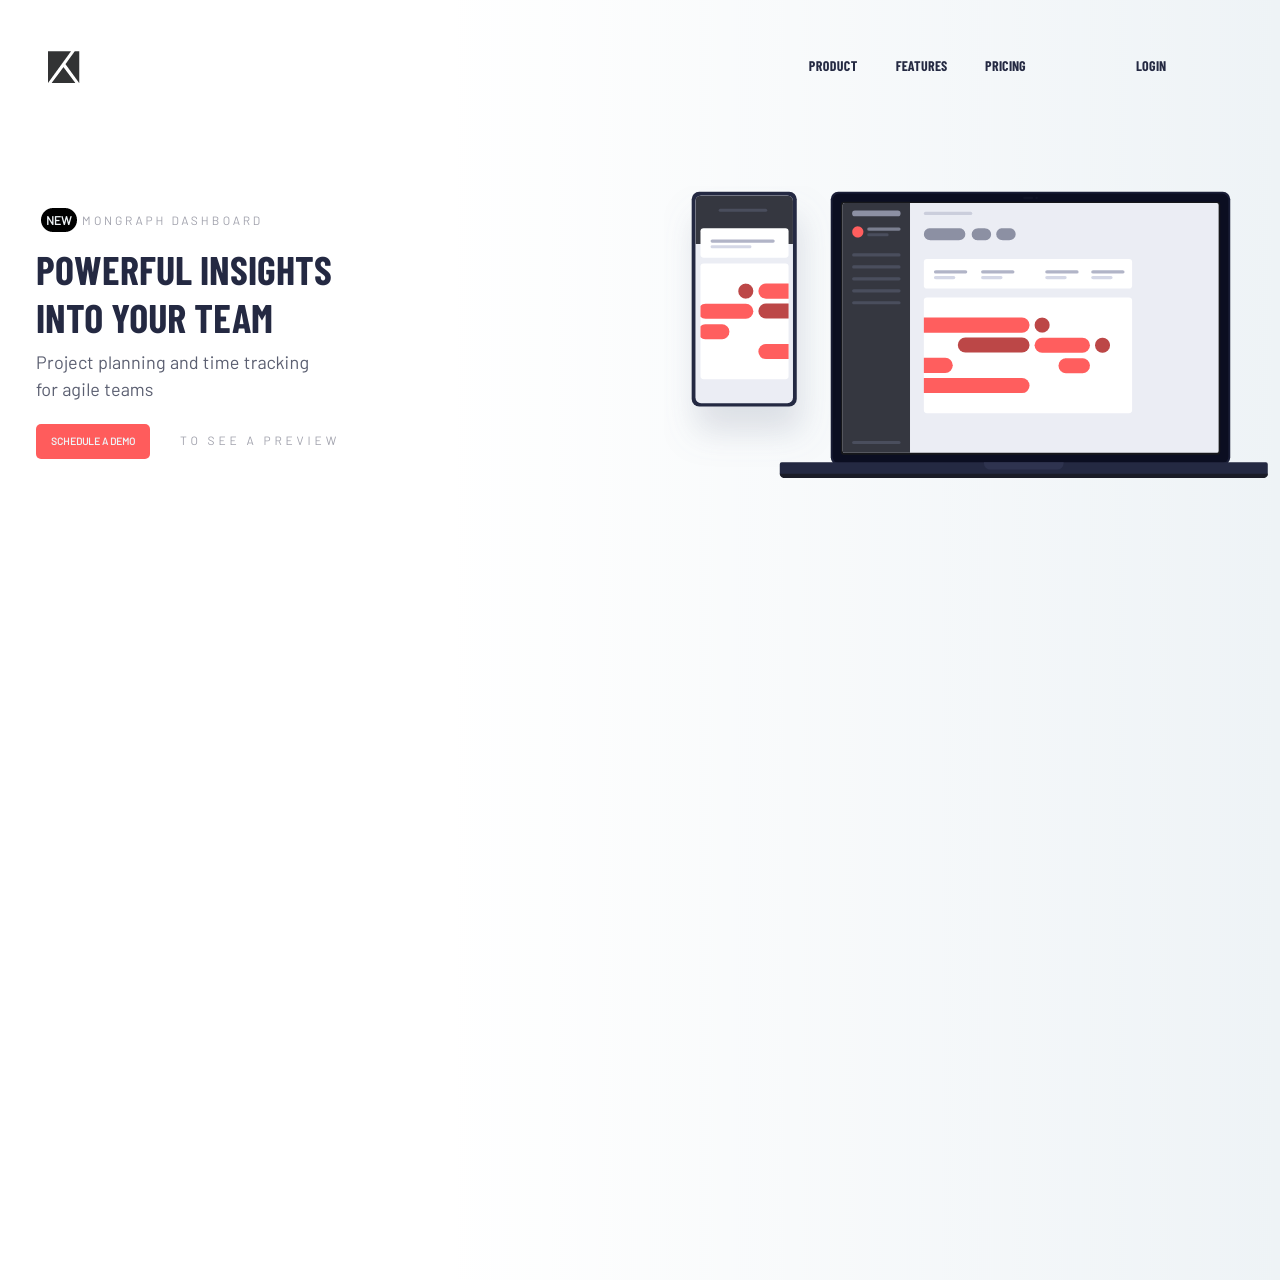 PRODUCT FEATURES PRICING LOGIN
NEW MONGRAPH DASHBOARD
POWERFUL INSIGHTS
INTO YOUR TEAM
Project planning and time tracking
for agile teams
SCHEDULE A DEMO TO SEE A PREVIEW